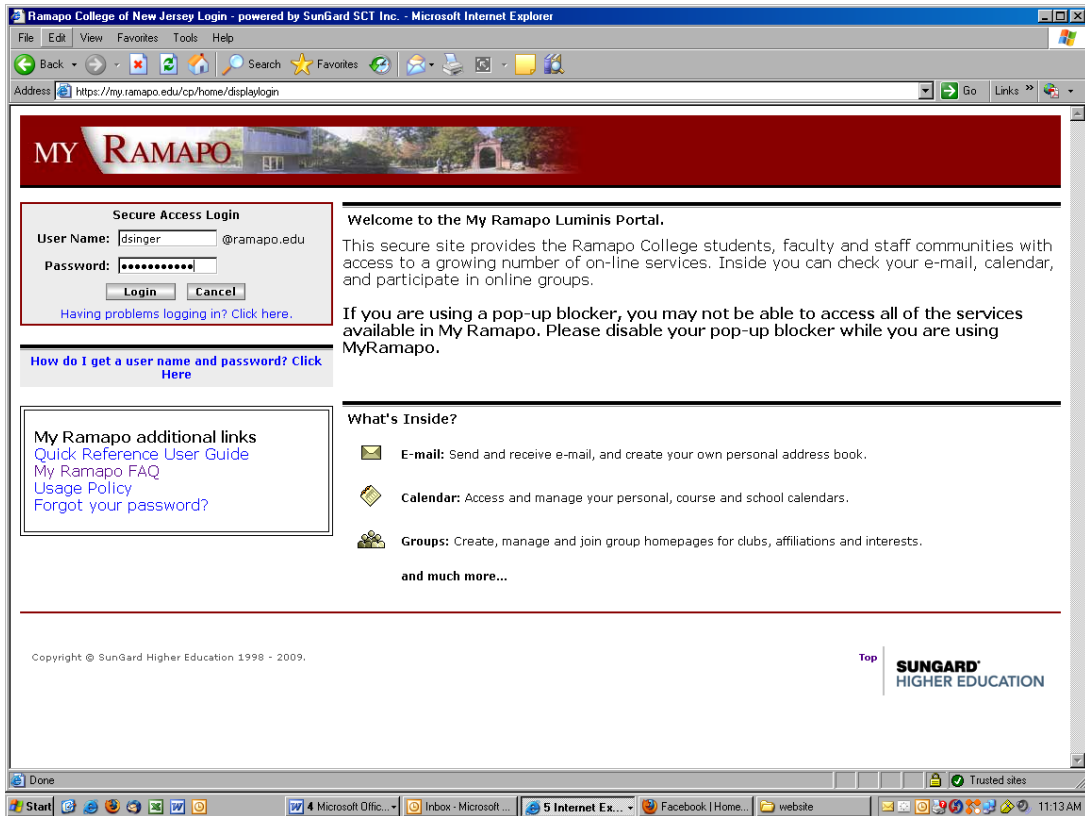 Ramapo College of New Jersey Login - powered by SunGard SCT Inc. - Microsoft Internet Explorer
File Edit View Favorites Tools Help
Back Search Favorites
Address https://my.ramapo.edu/cp/home/displaylogin Go Links »
MY RAMAPO
Secure Access Login
User Name: dsinger @ramapo.edu
Password: •••••••••••
Login Cancel
Having problems logging in? Click here.
How do I get a user name and password? Click
Here
My Ramapo additional links
Quick Reference User Guide
My Ramapo FAQ
Usage Policy
Forgot your password?
Welcome to the My Ramapo Luminis Portal.
This secure site provides the Ramapo College students, faculty and staff communities with
access to a growing number of on-line services. Inside you can check your e-mail, calendar,
and participate in online groups.
If you are using a pop-up blocker, you may not be able to access all of the services
available in My Ramapo. Please disable your pop-up blocker while you are using
MyRamapo.
What's Inside?
E-mail: Send and receive e-mail, and create your own personal address book.
Calendar: Access and manage your personal, course and school calendars.
Groups: Create, manage and join group homepages for clubs, affiliations and interests.
and much more...
Copyright © SunGard Higher Education 1998 - 2009.
Top
SUNGARD'
HIGHER EDUCATION
Done Trusted sites
Start 4 Microsoft Offic... Inbox - Microsoft ... 5 Internet Ex... Facebook | Home... website 11:13 AM